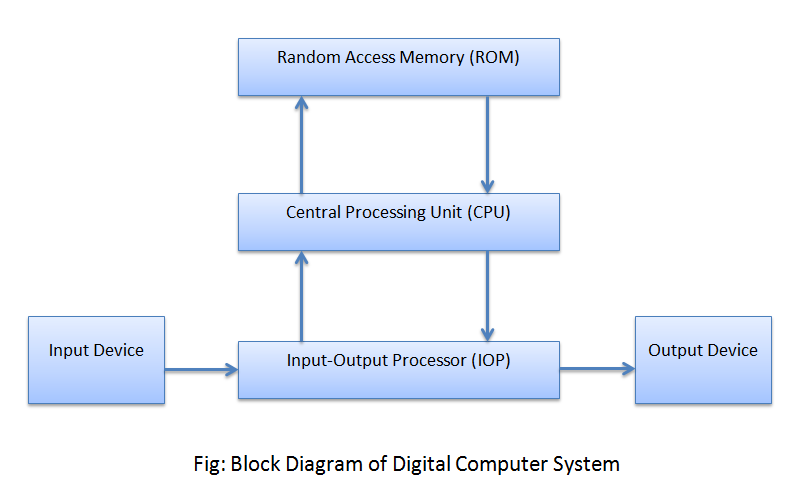 Random Access Memory (ROM)
Central Processing Unit (CPU)
Input Device
Input-Output Processor (IOP)
Output Device
Fig: Block Diagram of Digital Computer System